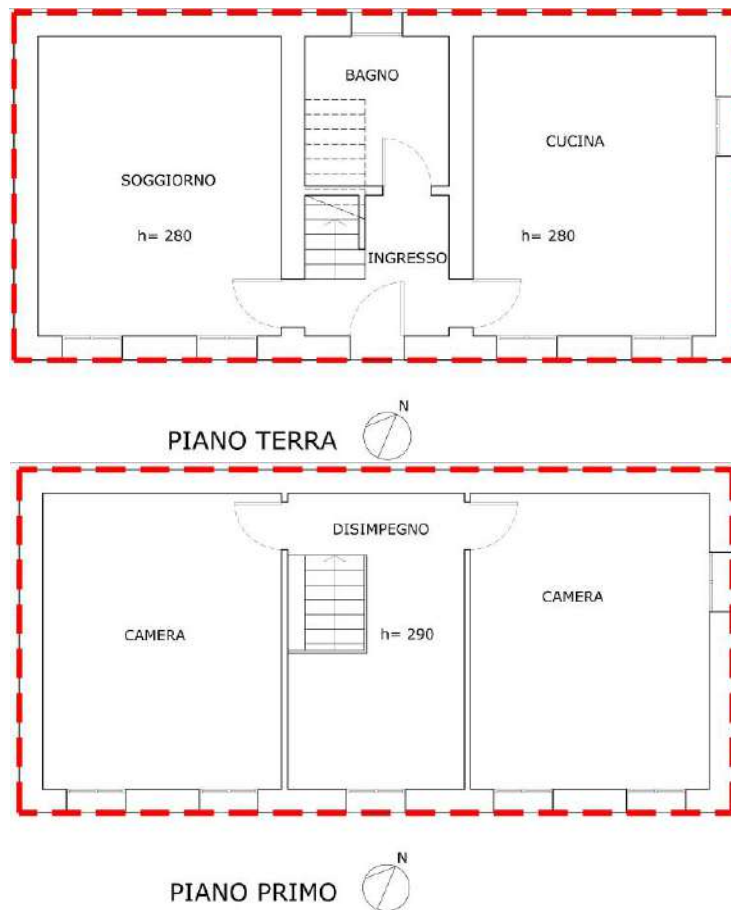 BAGNO
CUCINA
SOGGIORNO
h= 280
h= 280
INGRESSO
N
PIANO TERRA
DISIMPEGNO
CAMERA
CAMERA
h= 290
N
PIANO PRIMO